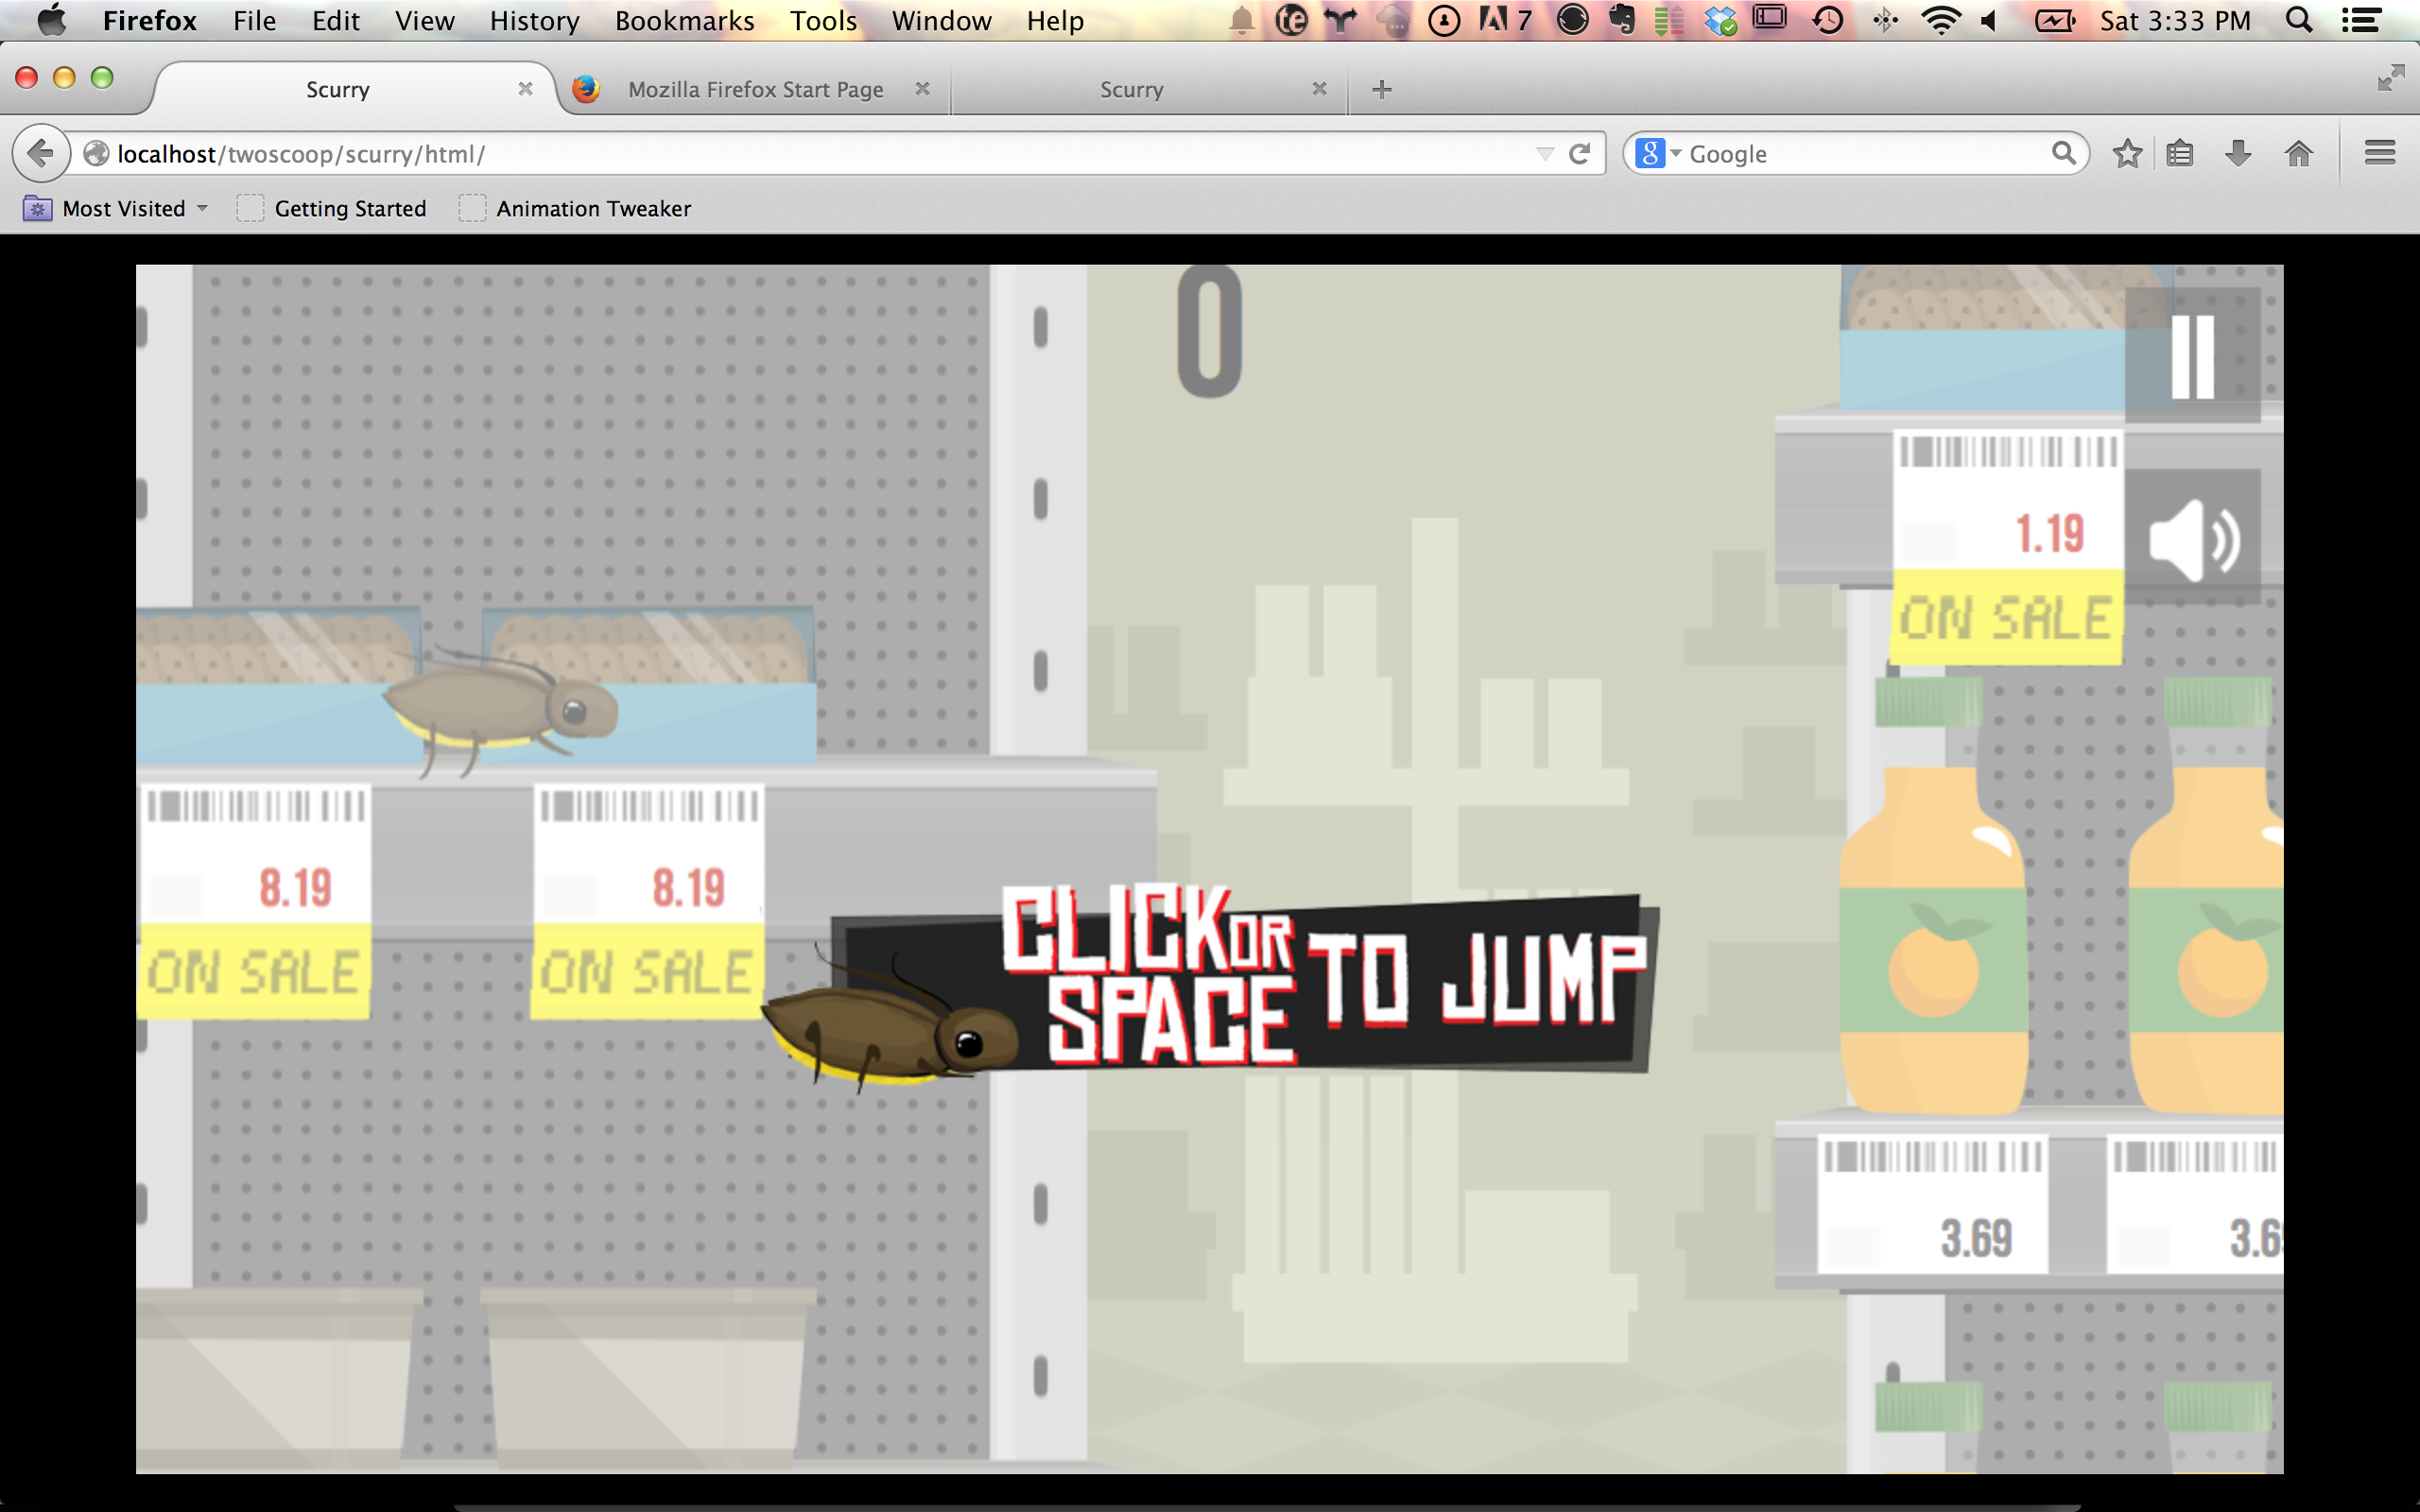 Firefox File Edit View History Bookmarks Tools Window Help te 7 Sat 3:33 PM
Scurry Mozilla Firefox Start Page Scurry
localhost/twoscoop/scurry/html/ g Google
Most Visited Getting Started Animation Tweaker
0
1.19
ON SALE
8.19 8.19
ON SALE ON SALE
CLICK OR SPACE TO JUMP
3.69 3.6